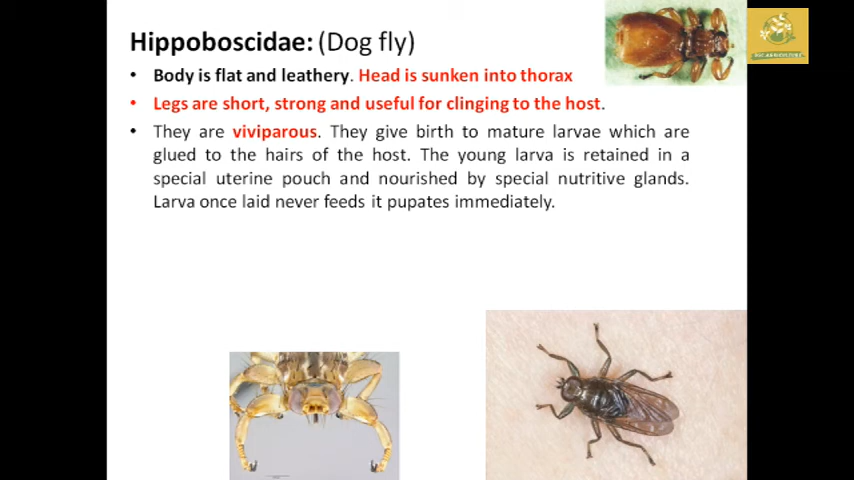 Hippoboscidae: (Dog fly)
• Body is flat and leathery. Head is sunken into thorax
• Legs are short, strong and useful for clinging to the host.
• They are viviparous. They give birth to mature larvae which are
glued to the hairs of the host. The young larva is retained in a
special uterine pouch and nourished by special nutritive glands.
Larva once laid never feeds it pupates immediately.